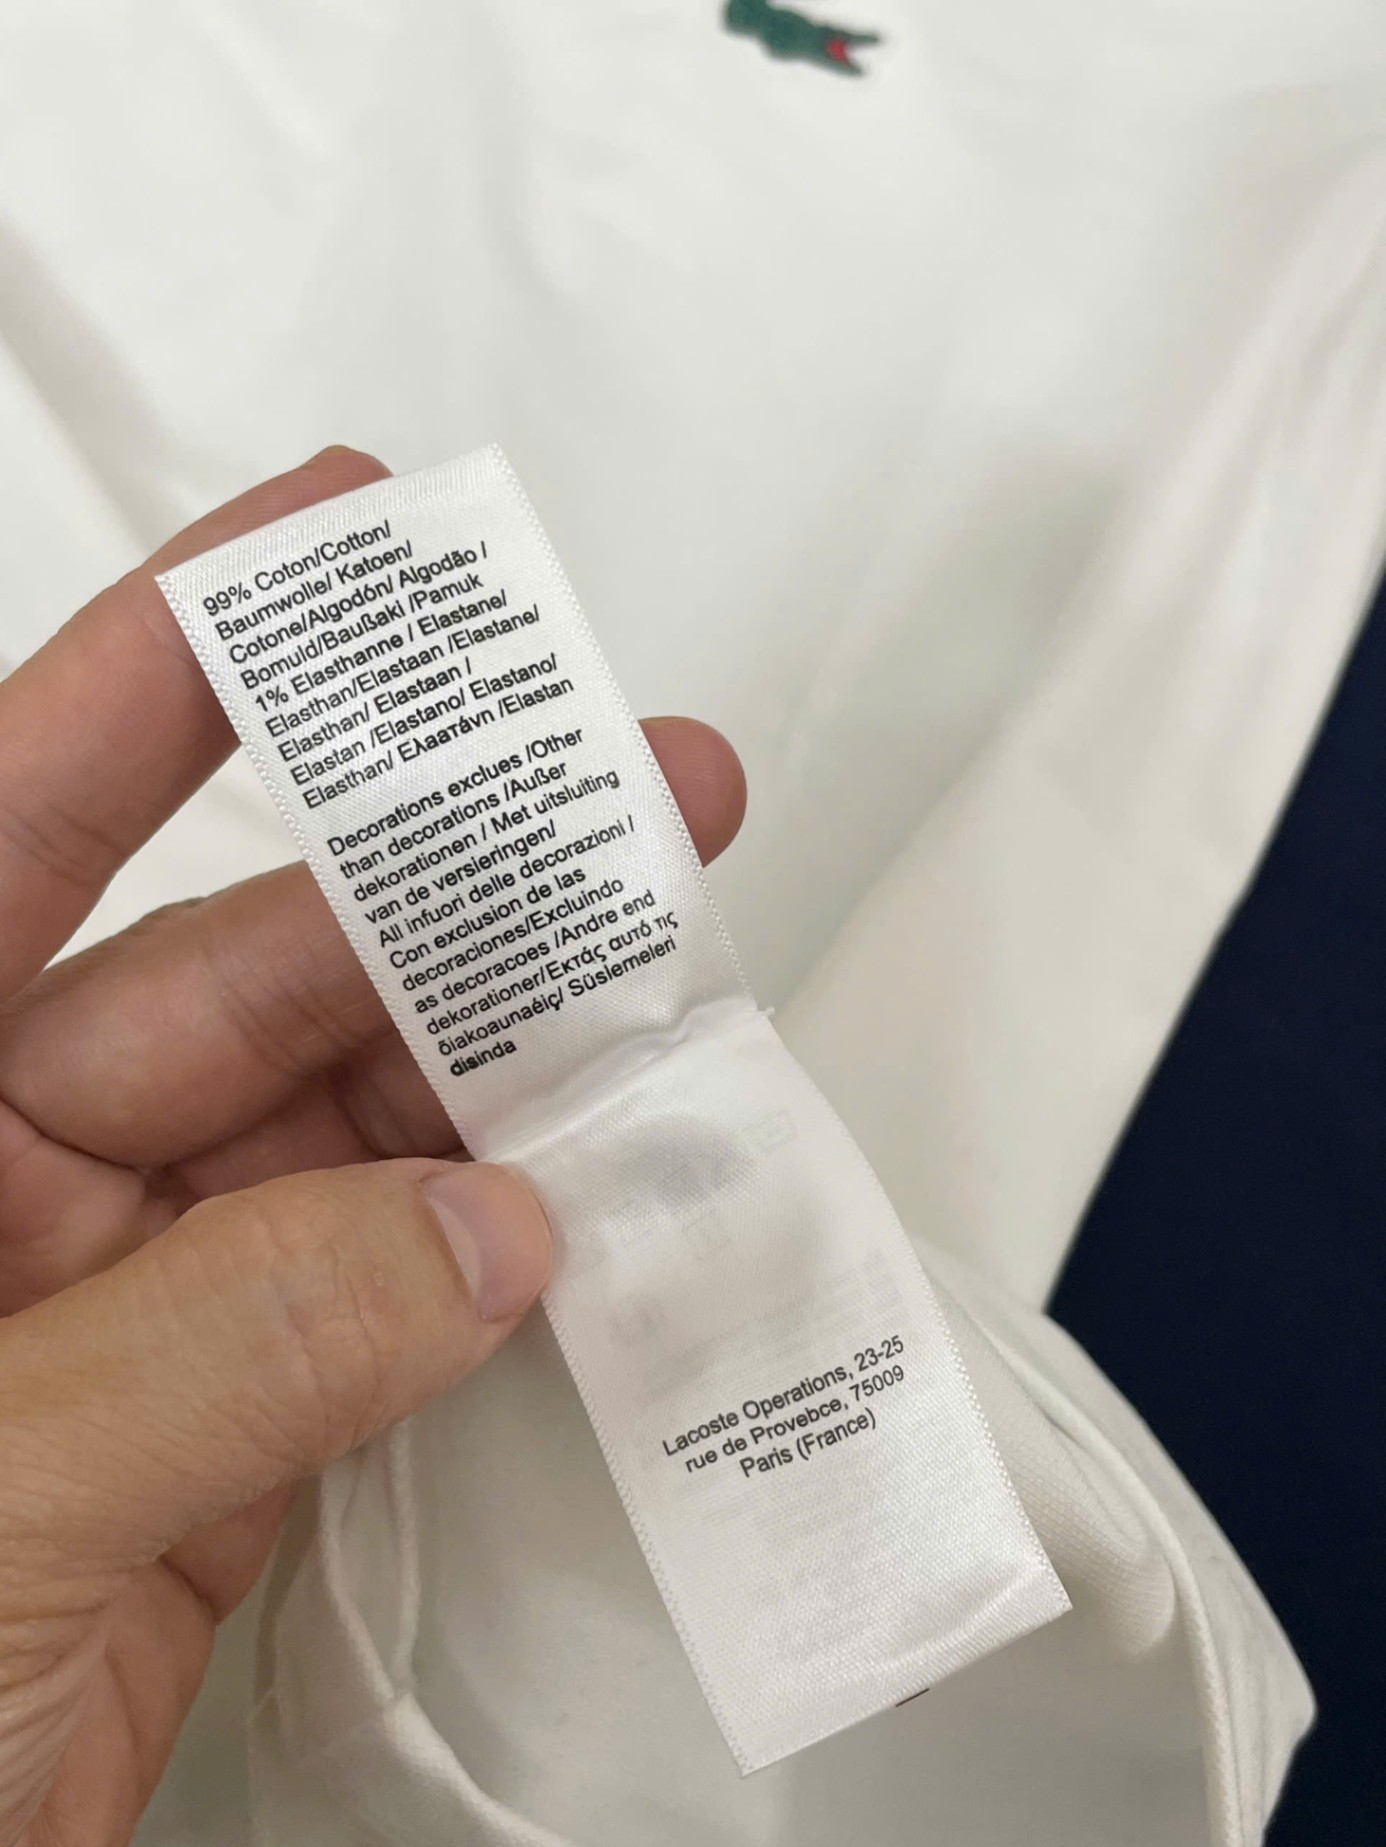 99% Coton/Cotton/
Baumwolle/ Katoen/
Cotone/Algodón/ Algodão /
Bomuld/Baußaki /Pamuk
1% Elasthanne / Elastane/
Elasthan/Elastaan /Elastane/
Elasthan/ Elastaan /
Elastan /Elastano/ Elastano/
Elasthan/ Ελαατάνη /Elastan
Decorations exclues /Other
than decorations /Außer
dekorationen / Met uitsluiting
van de versieringen/
All infuori delle decorazioni /
Con exclusion de las
decoraciones/Excluindo
as decoracoes /Andre end
dekorationer/Εκτάς αυτό τις
õiakoaunaéiç/ Süslemeleri
disinda
Lacoste Operations, 23-25
rue de Provebce, 75009
Paris (France)